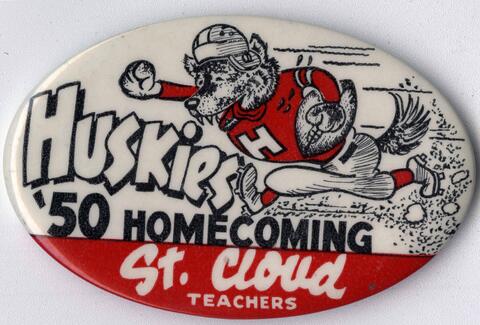 HUSKIES
'50 HOMECOMING
St. Cloud
TEACHERS
H